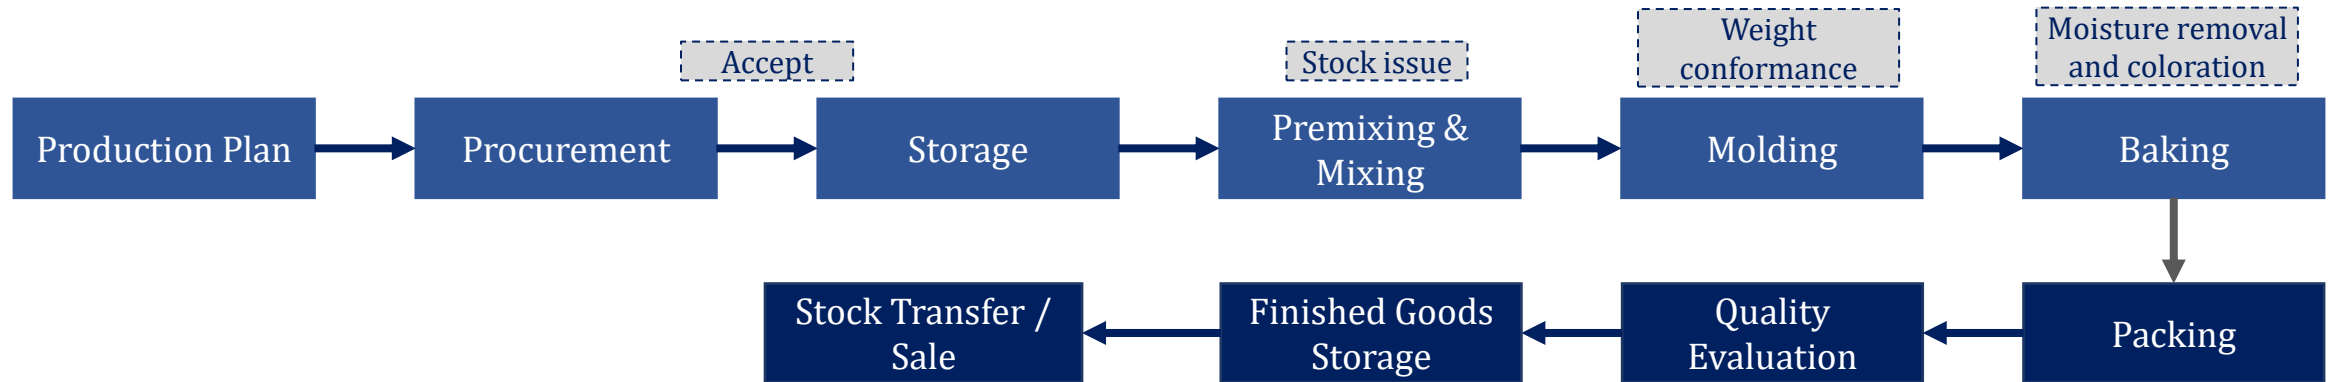 Accept
Stock issue
Weight
conformance
Moisture removal
and coloration
Production Plan
Procurement
Storage
Premixing &
Mixing
Molding
Baking
Packing
Quality
Evaluation
Finished Goods
Storage
Stock Transfer /
Sale